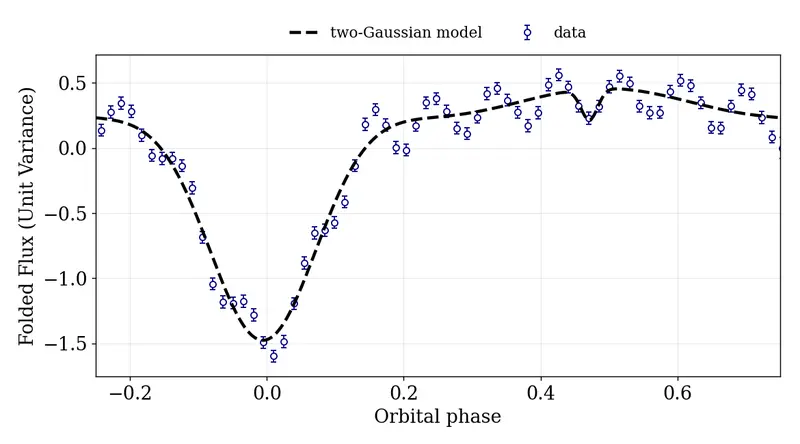 two-Gaussian model data
Folded Flux (Unit Variance)
0.5
0.0
−0.5
−1.0
−1.5
−0.2 0.0 0.2 0.4 0.6
Orbital phase